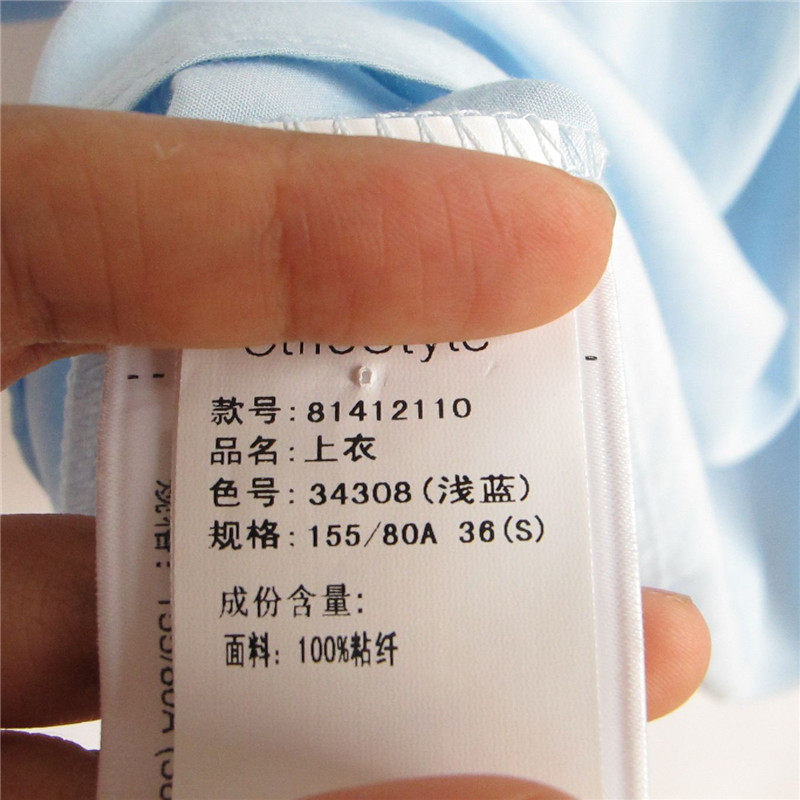 款号: 81412110
品名: 上衣
色号: 34308(浅蓝)
规格: 155/80A 36(S)
成份含量:
面料: 100%粘纤